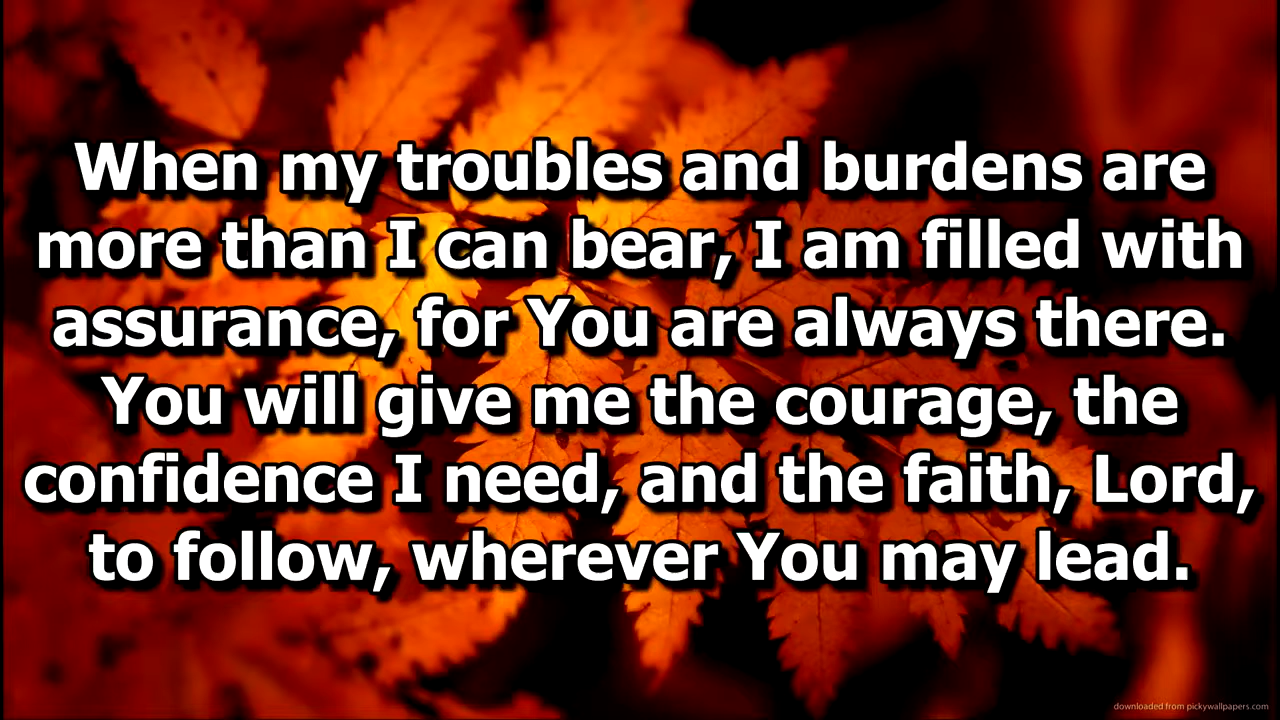 When my troubles and burdens are
more than I can bear, I am filled with
assurance, for You are always there.
You will give me the courage, the
confidence I need, and the faith, Lord,
to follow, wherever You may lead.
downloaded from pickywallpapers.com